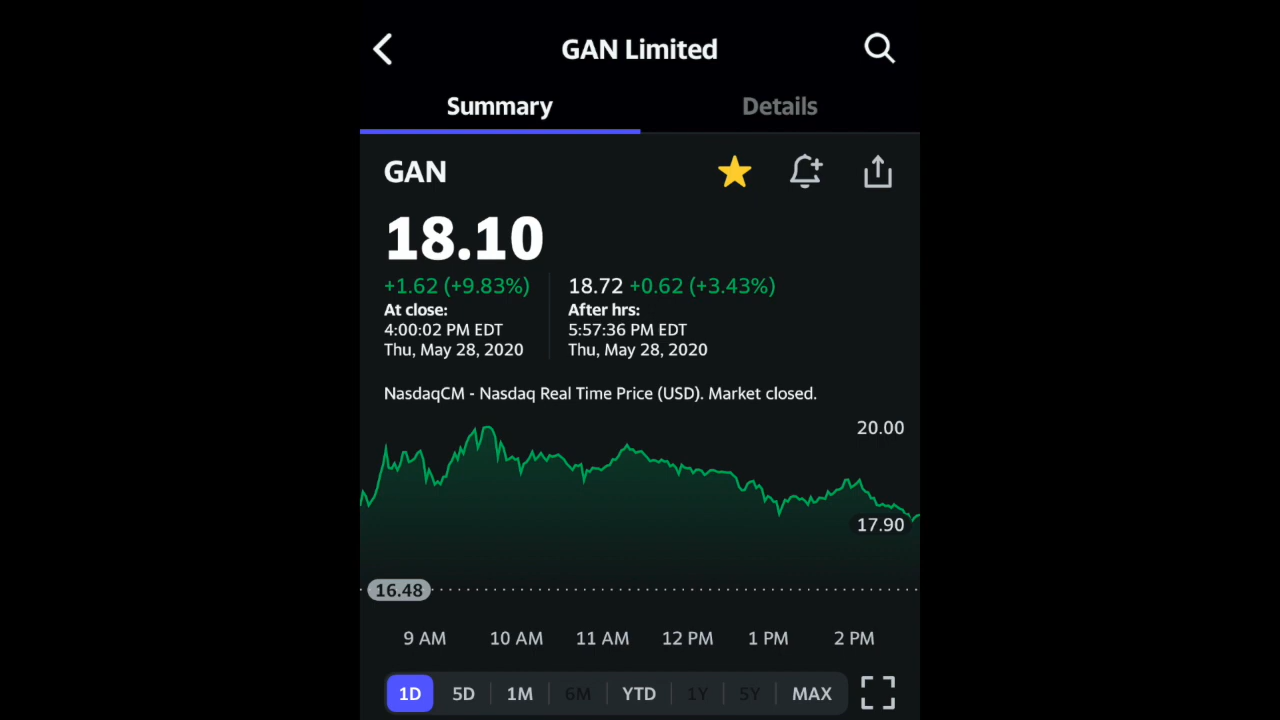 GAN Limited
Summary Details
GAN
18.10
+1.62 (+9.83%) 18.72 +0.62 (+3.43%)
At close: After hrs:
4:00:02 PM EDT 5:57:36 PM EDT
Thu, May 28, 2020 Thu, May 28, 2020
NasdaqCM - Nasdaq Real Time Price (USD). Market closed.
20.00
17.90
16.48
9 AM 10 AM 11 AM 12 PM 1 PM 2 PM
1D 5D 1M 6M YTD 1Y 5Y MAX